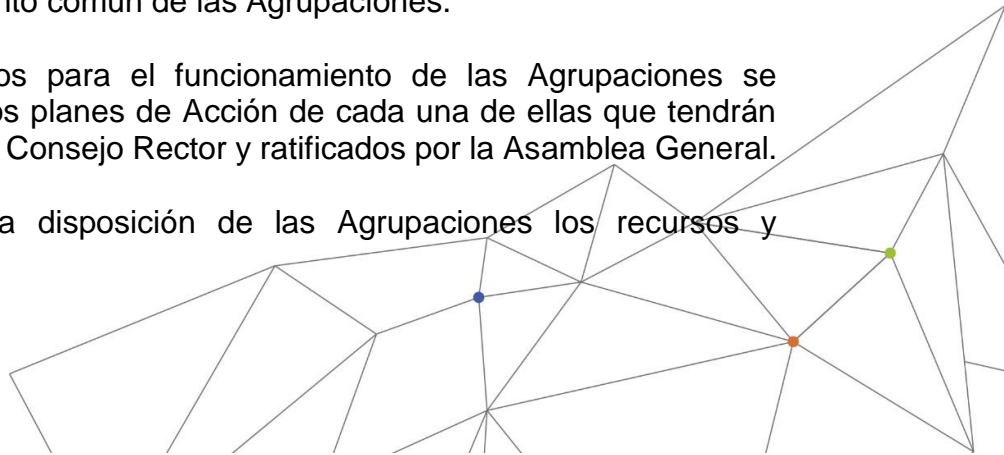 nto común de las Agrupaciones.
os para el funcionamiento de las Agrupaciones se
os planes de Acción de cada una de ellas que tendrán
Consejo Rector y ratificados por la Asamblea General.
a disposición de las Agrupaciones los recursos y